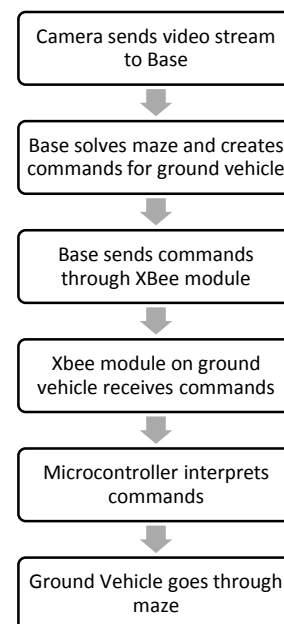 Camera sends video stream
to Base
Base solves maze and creates
commands for ground vehicle
Base sends commands
through XBee module
Xbee module on ground
vehicle receives commands
Microcontroller interprets
commands
Ground Vehicle goes through
maze